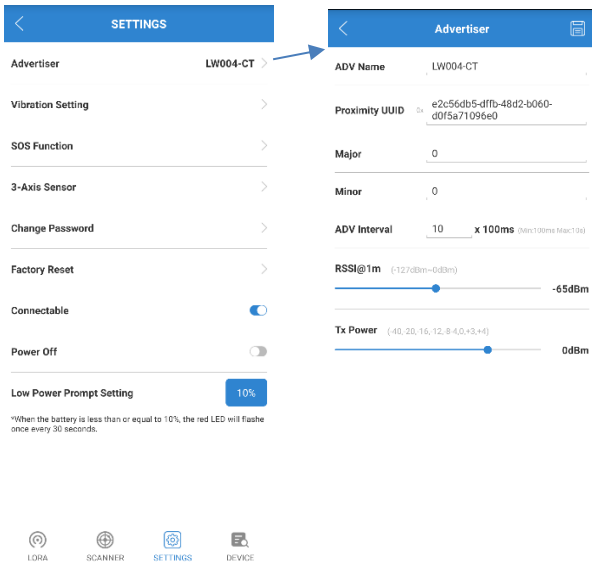 SETTINGS
Advertiser LW004-CT
Vibration Setting
SOS Function
3-Axis Sensor
Change Password
Factory Reset
Connectable
Power Off
Low Power Prompt Setting 10%
*When the battery is less than or equal to 10%, the red LED will flashe
once every 30 seconds.
LORA SCANNER SETTINGS DEVICE
Advertiser
ADV Name LW004-CT
Proximity UUID 0x e2c56db5-dffb-48d2-b060-
d0f5a71096e0
Major 0
Minor 0
ADV Interval 10 x 100ms (Min:100ms Max:10s)
RSSI@1m (-127dBm~0dBm)
-65dBm
Tx Power (-40,-20,-16,-12,-8-4,0,+3,+4)
0dBm